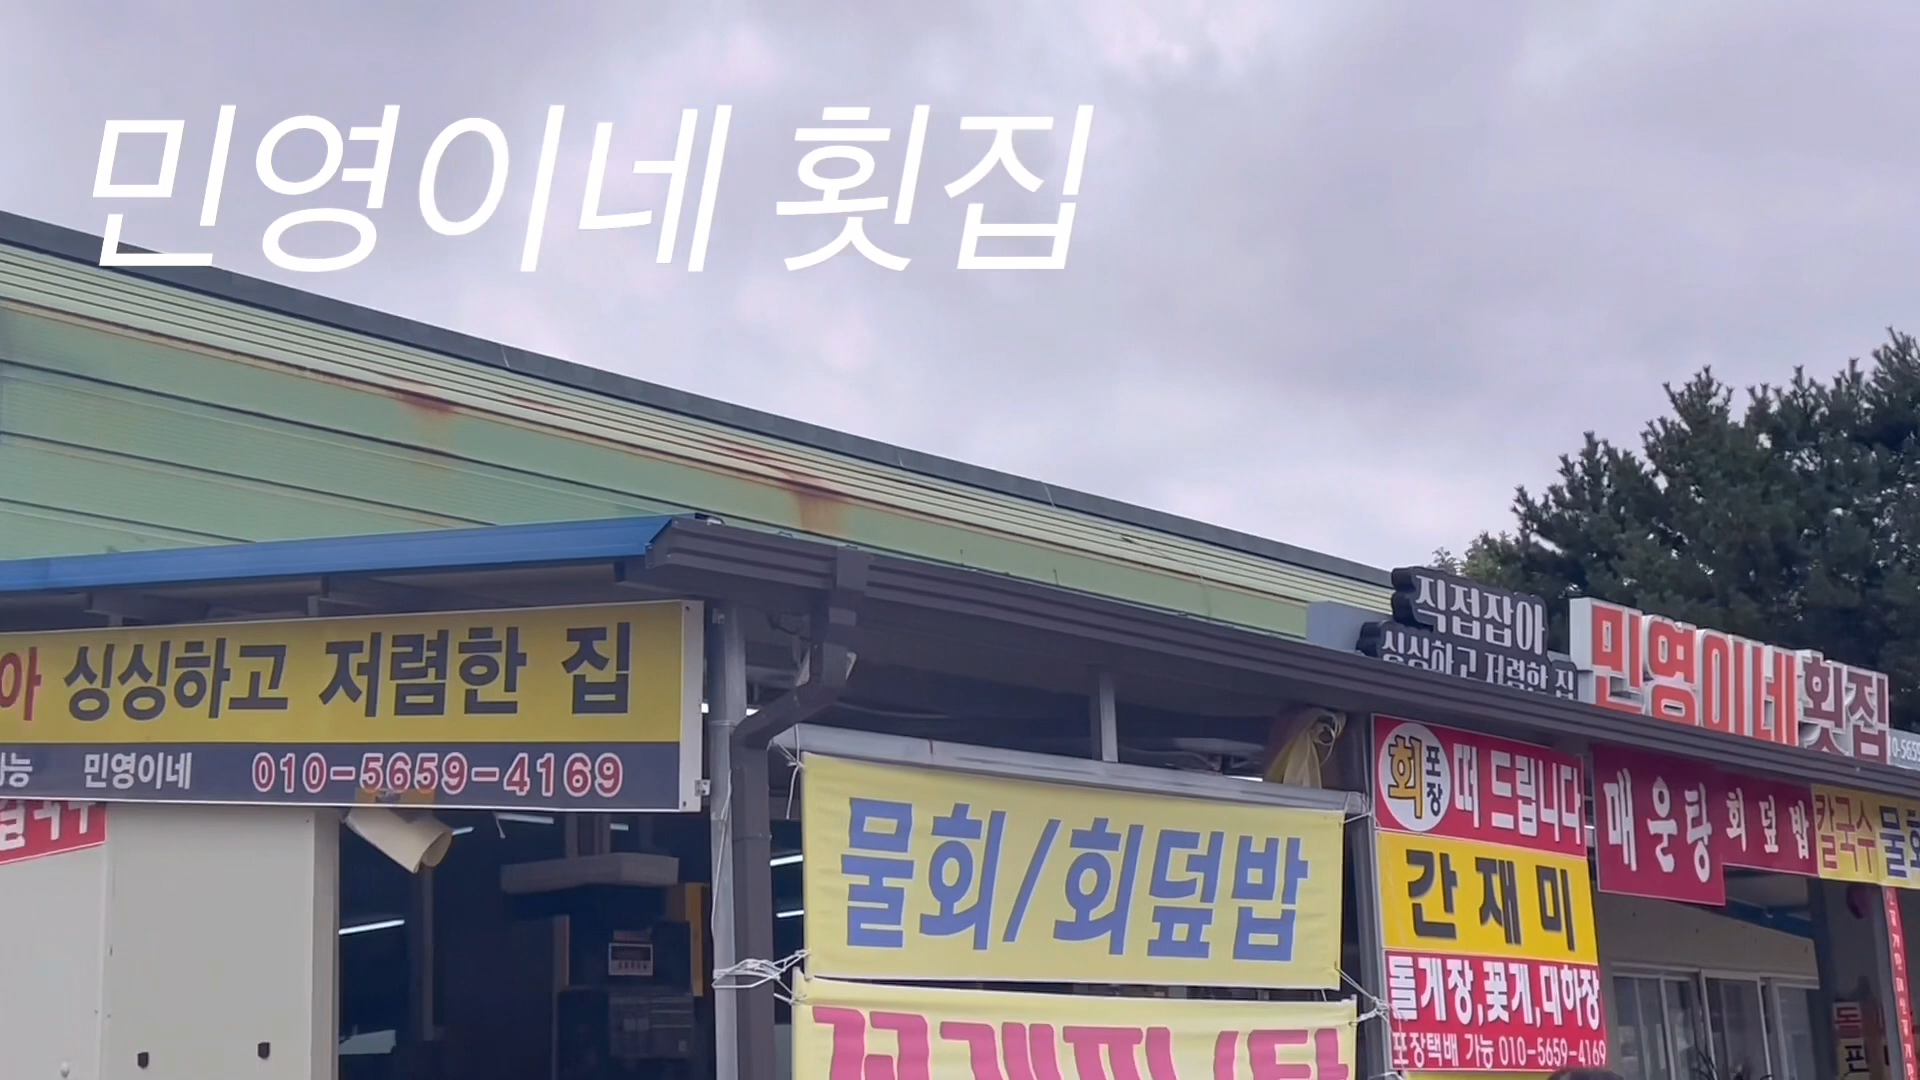 민영이네 횟집
아 싱싱하고 저렴한 집
민영이네 010-5659-4169
물회/회덮밥
직접잡아
싱싱하고 저렴한 집
민영이네 횟집
회 포장 떠 드립니다
간재미
돌게장,꽃게,대하장
포장택배 가능 010-5659-4169
매운탕 회덮밥 칼국수 물회